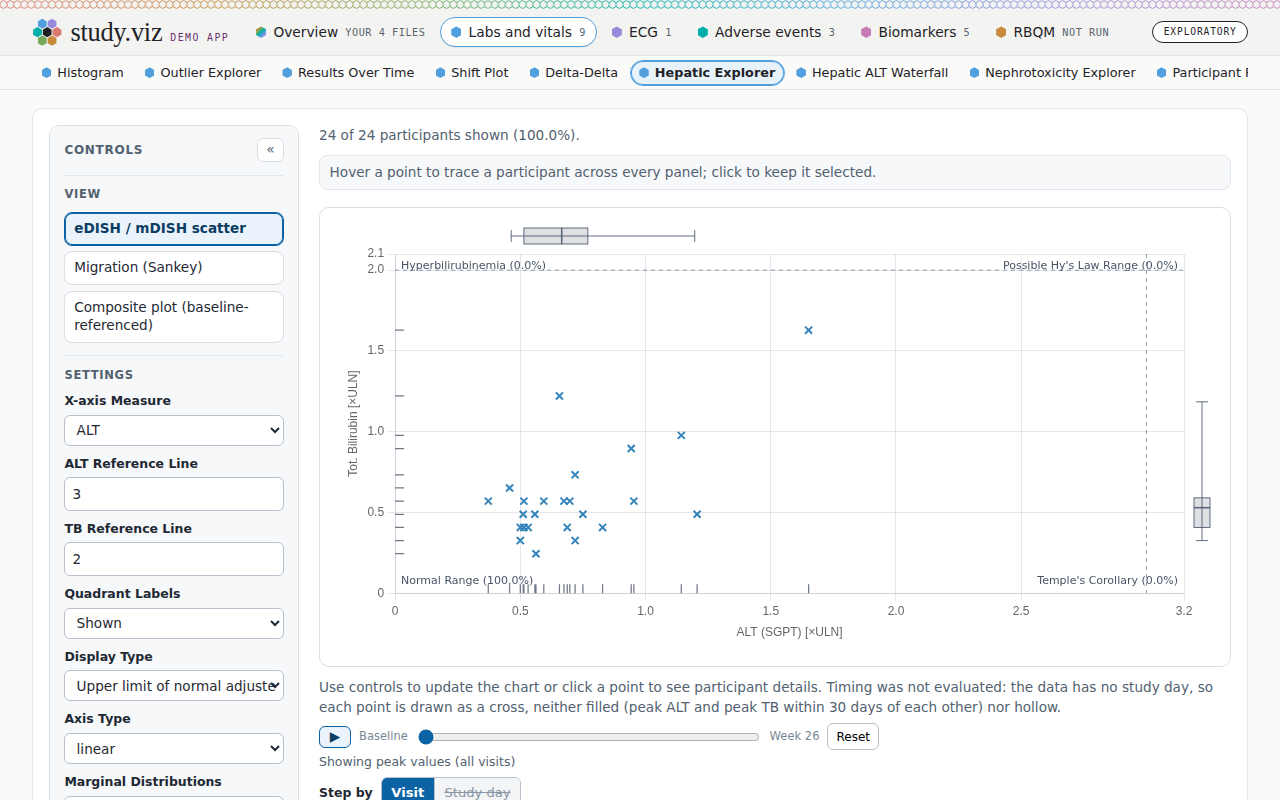 study.viz DEMO APP
Overview YOUR 4 FILES
Labs and vitals 9
ECG 1
Adverse events 3
Biomarkers 5
RBQM NOT RUN
EXPLORATORY
Histogram
Outlier Explorer
Results Over Time
Shift Plot
Delta-Delta
Hepatic Explorer
Hepatic ALT Waterfall
Nephrotoxicity Explorer
Participant
CONTROLS
«
VIEW
eDISH / mDISH scatter
Migration (Sankey)
Composite plot (baseline-
referenced)
SETTINGS
X-axis Measure
ALT
ALT Reference Line
3
TB Reference Line
2
Quadrant Labels
Shown
Display Type
Upper limit of normal adjuste
Axis Type
linear
Marginal Distributions
24 of 24 participants shown (100.0%).
Hover a point to trace a participant across every panel; click to keep it selected.
2.1
2.0
1.5
1.0
0.5
0
Tot. Bilirubin [×ULN]
Hyperbilirubinemia (0.0%)
Possible Hy's Law Range (0.0%)
Normal Range (100.0%)
Temple's Corollary (0.0%)
0 0.5 1.0 1.5 2.0 2.5 3.2
ALT (SGPT) [×ULN]
Use controls to update the chart or click a point to see participant details. Timing was not evaluated: the data has no study day, so
each point is drawn as a cross, neither filled (peak ALT and peak TB within 30 days of each other) nor hollow.
▶ Baseline Week 26 Reset
Showing peak values (all visits)
Step by Visit Study day